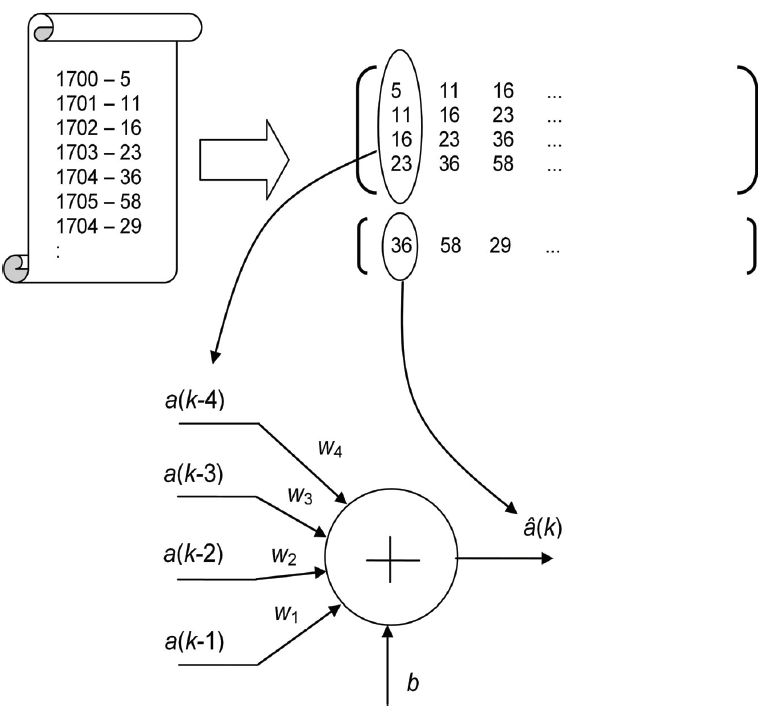 1700 – 5
1701 – 11
1702 – 16
1703 – 23
1704 – 36
1705 – 58
1704 – 29
:
5 11 16 ...
11 16 23 ...
16 23 36 ...
23 36 58 ...
36 58 29 ...
a(k-4)
w₄
a(k-3)
w₃
â(k)
a(k-2)
w₂
+
w₁
a(k-1)
b